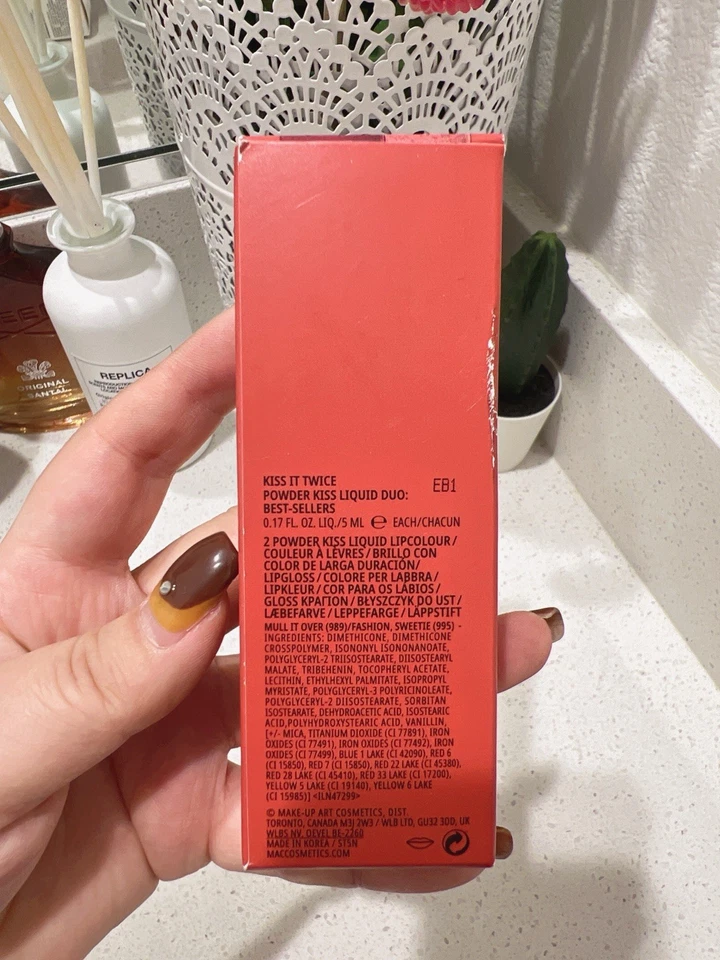 REPLICA
ORIGINAL
SANTAL
KISS IT TWICE
POWDER KISS LIQUID DUO:
BEST-SELLERS
EB1
0.17 FL. OZ. LIQ./5 ML ℮ EACH/CHACUN
2 POWDER KISS LIQUID LIPCOLOUR /
COULEUR À LÈVRES / BRILLO CON
COLOR DE LARGA DURACIÓN/
LIPGLOSS / COLORE PER LABBRA /
LIPKLEUR / COR PARA OS LÁBIOS /
GLOSS ΚΡΑΓΙΟΝ / BŁYSZCZYK DO UST /
LÆBEFARVE / LEPPEFARGE / LÄPPSTIFT
MULL IT OVER (989)/FASHION, SWEETIE (995) -
INGREDIENTS: DIMETHICONE, DIMETHICONE
CROSSPOLYMER, ISONONYL ISONONANOATE,
POLYGLYCERYL-2 TRIISOSTEARATE, DIISOSTEARYL
MALATE, TRIBEHENIN, TOCOPHERYL ACETATE,
LECITHIN, ETHYLHEXYL PALMITATE, ISOPROPYL
MYRISTATE, POLYGLYCERYL-3 POLYRICINOLEATE,
POLYGLYCERYL-2 DIISOSTEARATE, SORBITAN
ISOSTEARATE, DEHYDROACETIC ACID, ISOSTEARIC
ACID,POLYHYDROXYSTEARIC ACID, VANILLIN,
[+/- MICA, TITANIUM DIOXIDE (CI 77891), IRON
OXIDES (CI 77491), IRON OXIDES (CI 77492), IRON
OXIDES (CI 77499), BLUE 1 LAKE (CI 42090), RED 6
(CI 15850), RED 7 (CI 15850), RED 22 LAKE (CI 45380),
RED 28 LAKE (CI 45410), RED 33 LAKE (CI 17200),
YELLOW 5 LAKE (CI 19140), YELLOW 6 LAKE
(CI 15985)] <ILN47299>
© MAKE-UP ART COSMETICS, DIST.
TORONTO, CANADA M3J 2W3 / WLB LTD, GU32 3DD, UK
WLBS NV, OEVEL BE-2260
MADE IN KOREA / ST5N
MACCOSMETICS.COM